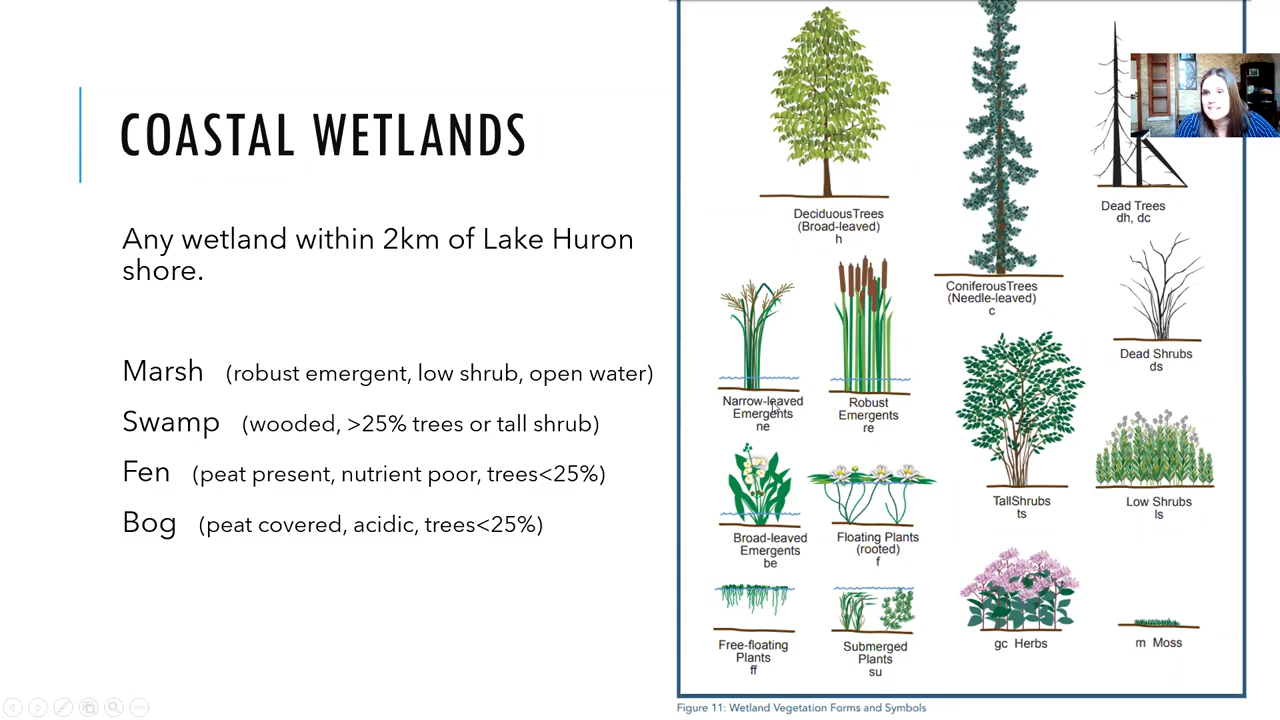 COASTAL WETLANDS
Any wetland within 2km of Lake Huron
shore.
Marsh (robust emergent, low shrub, open water)
Swamp (wooded, >25% trees or tall shrub)
Fen (peat present, nutrient poor, trees<25%)
Bog (peat covered, acidic, trees<25%)
DeciduousTrees
(Broad-leaved)
h
ConiferousTrees
(Needle-leaved)
c
Dead Trees
dh, dc
Narrow-leaved
Emergents
ne
Robust
Emergents
re
Dead Shrubs
ds
Broad-leaved
Emergents
be
Floating Plants
(rooted)
f
TallShrubs
ts
Low Shrubs
ls
Free-floating
Plants
ff
Submerged
Plants
su
gc Herbs
m Moss
Figure 11: Wetland Vegetation Forms and Symbols